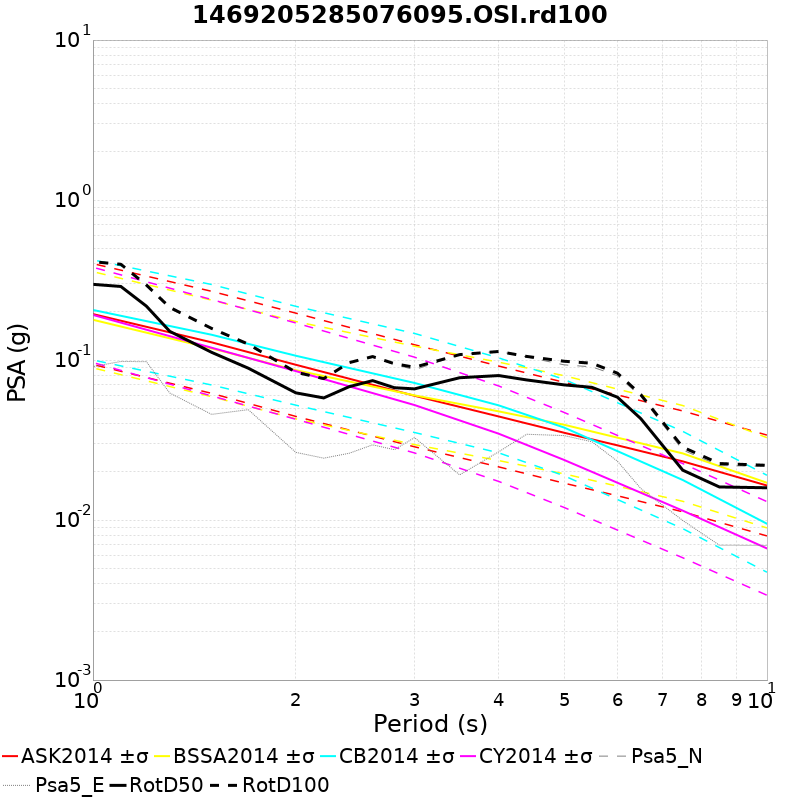 1469205285076095.OSI.rd100
10^1
10^0
10^-1
10^-2
10^-3
PSA (g)
10^0 2 3 4 5 6 7 8 9 10^1
Period (s)
ASK2014 ±σ BSSA2014 ±σ CB2014 ±σ CY2014 ±σ Psa5_N
Psa5_E RotD50 RotD100